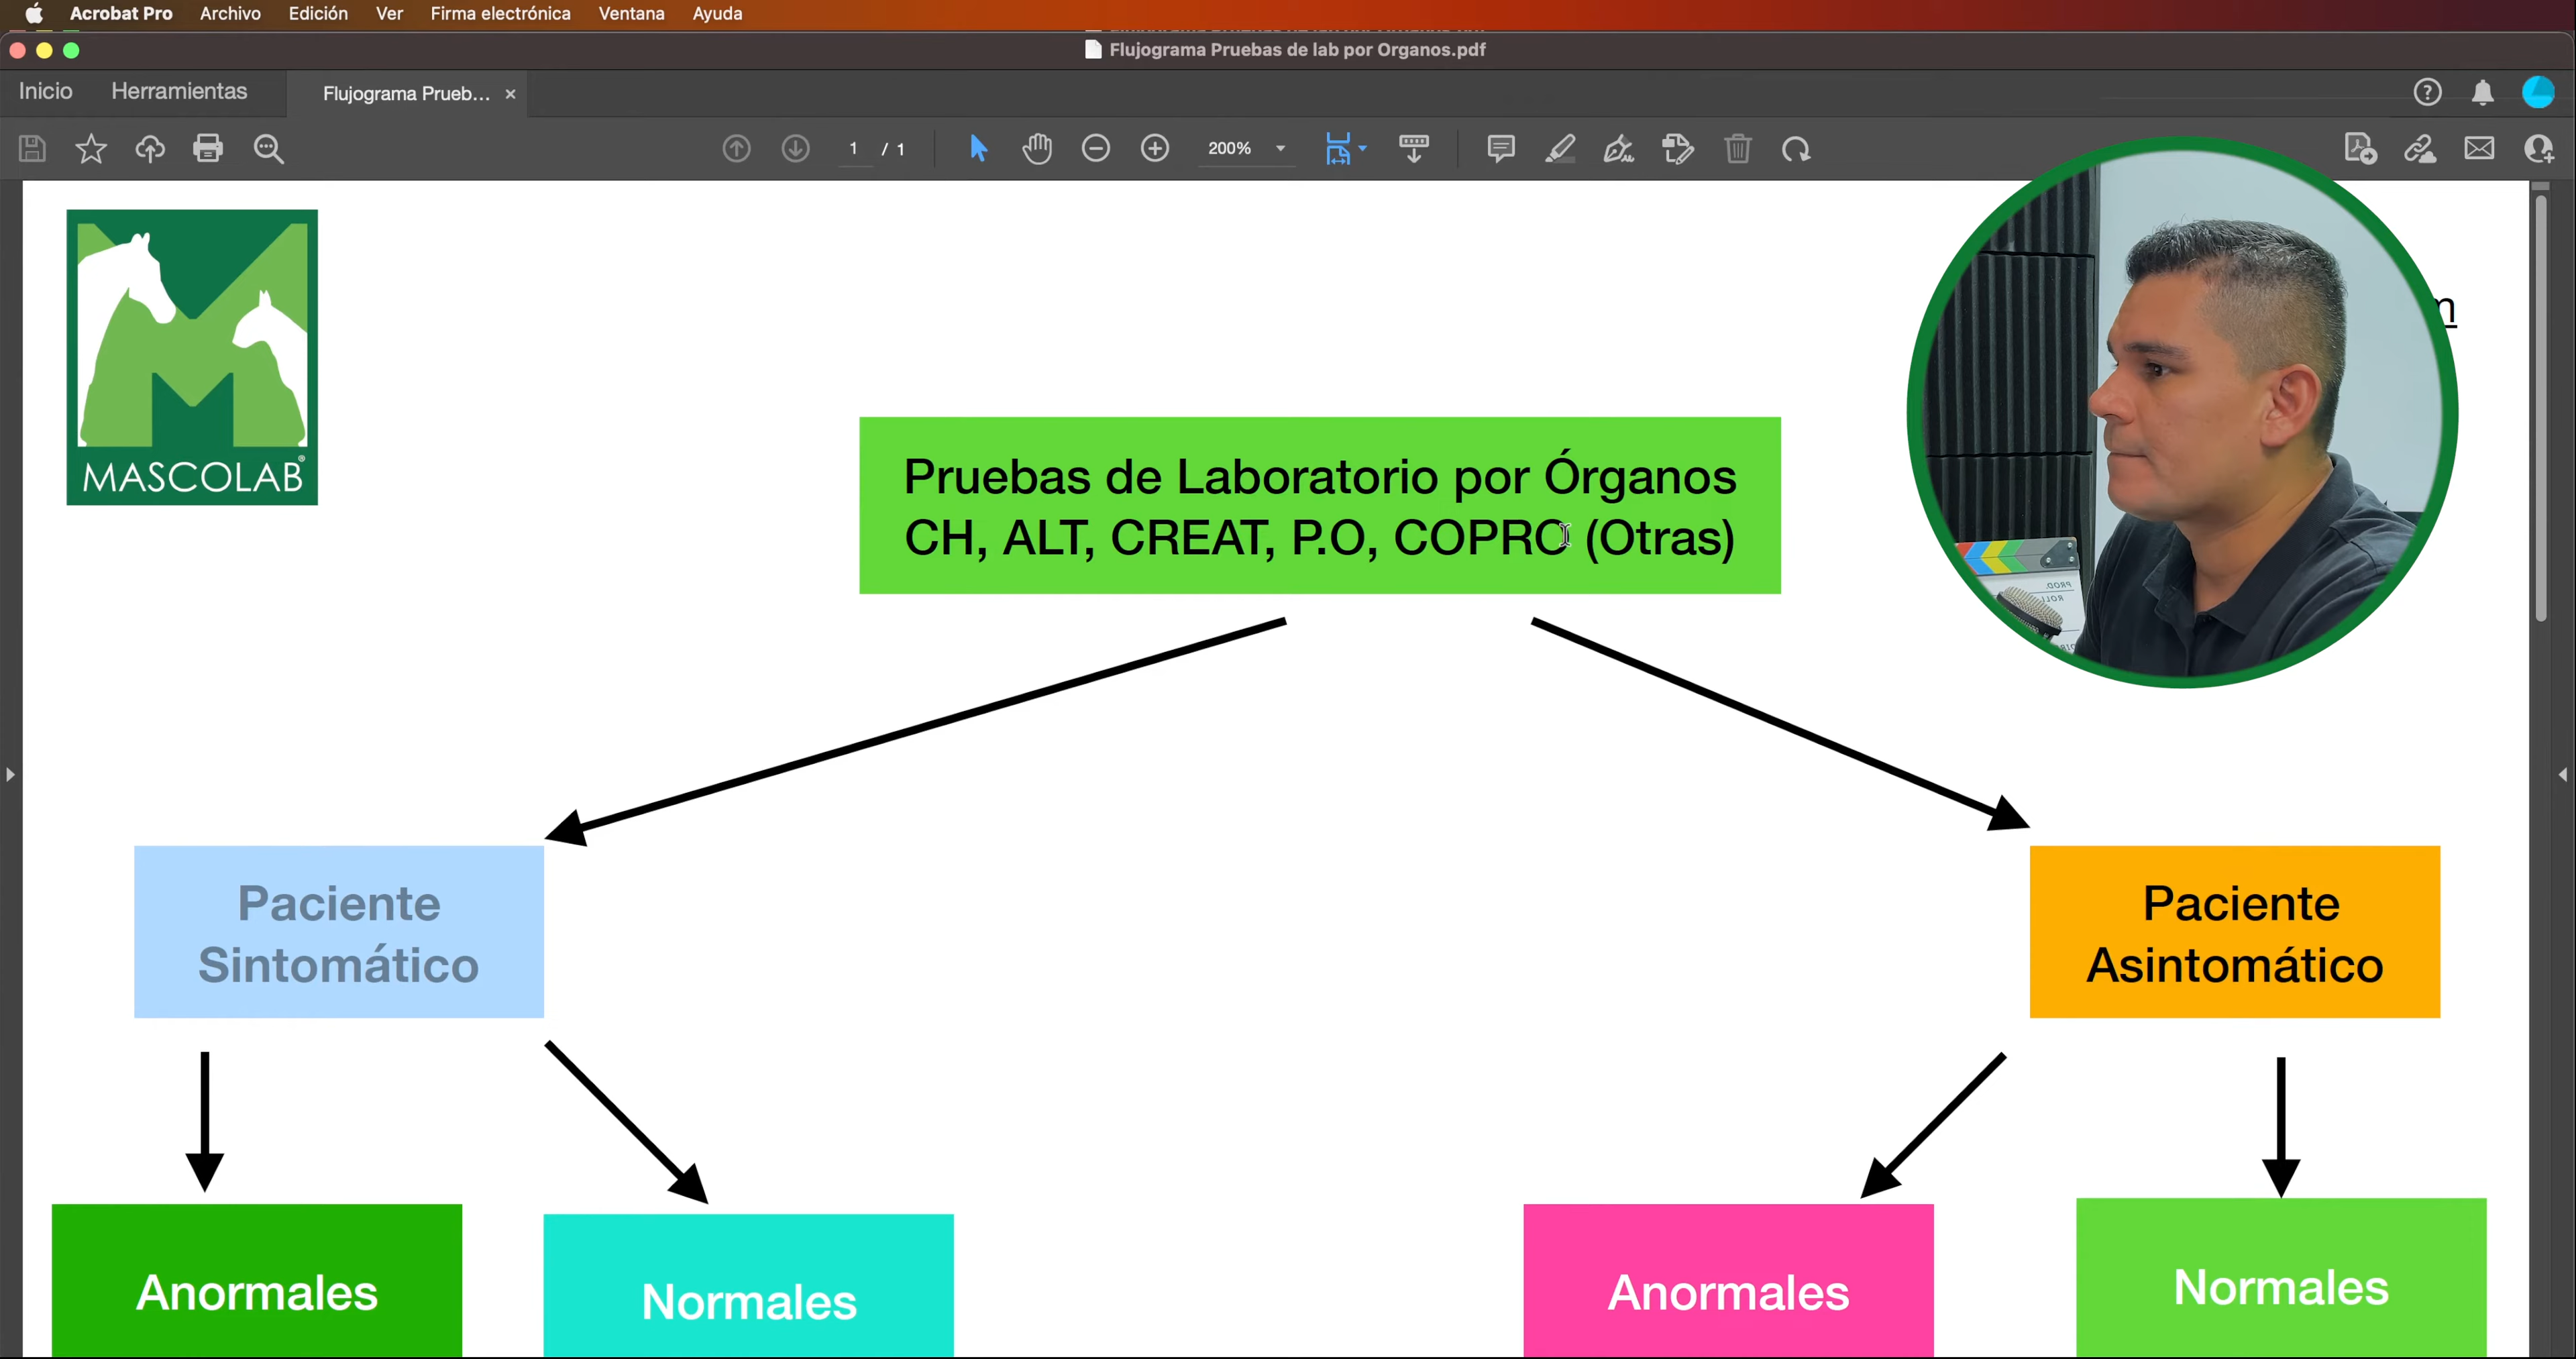 Acrobat Pro Archivo Edición Ver Firma electrónica Ventana Ayuda
Flujograma Pruebas de lab por Organos.pdf
Inicio Herramientas Flujograma Prueb... ×
1 / 1 200%
MASCOLAB®
Pruebas de Laboratorio por Órganos
CH, ALT, CREAT, P.O, COPRO (Otras)
PROD.
ROLL
Paciente
Sintomático
Paciente
Asintomático
Anormales
Normales
Anormales
Normales